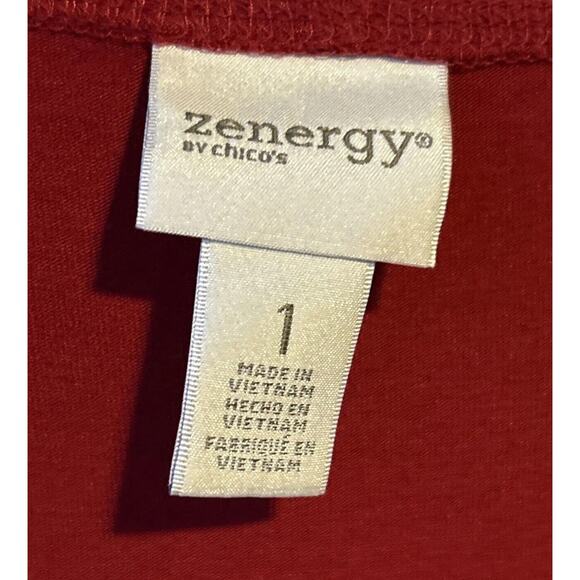 zenergy®
BY CHICO'S
1
MADE IN
VIETNAM
HECHO EN
VIETNAM
FABRIQUÉ EN
VIETNAM